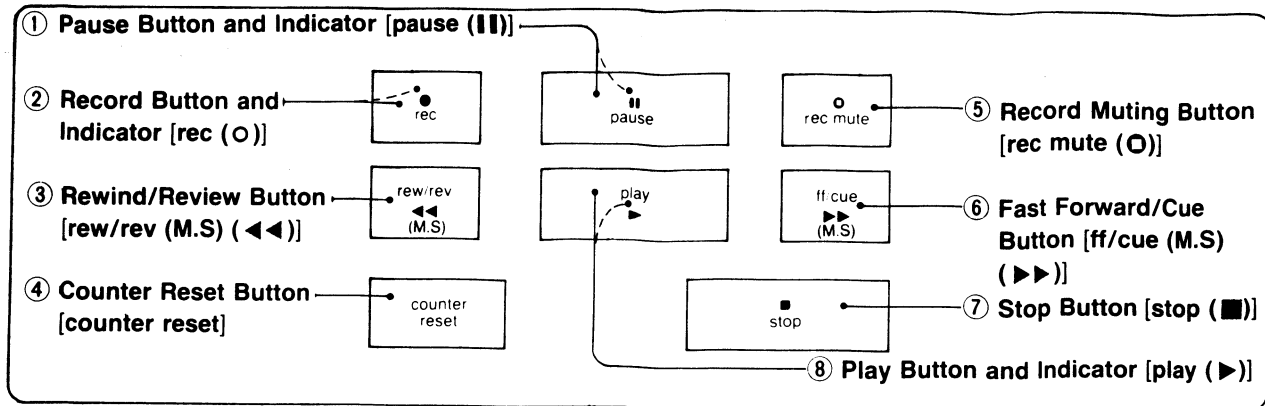 ① Pause Button and Indicator [pause (❚❚)]
② Record Button and
Indicator [rec (○)]
③ Rewind/Review Button
[rew/rev (M.S) (◀◀)]
④ Counter Reset Button
[counter reset]
● rec
❚❚ pause
○ rec mute
rew/rev
◀◀
(M.S)
play
▶
ff/cue
▶▶
(M.S)
counter
reset
■
stop
⑤ Record Muting Button
[rec mute (○)]
⑥ Fast Forward/Cue
Button [ff/cue (M.S)
(▶▶)]
⑦ Stop Button [stop (■)]
⑧ Play Button and Indicator [play (▶)]